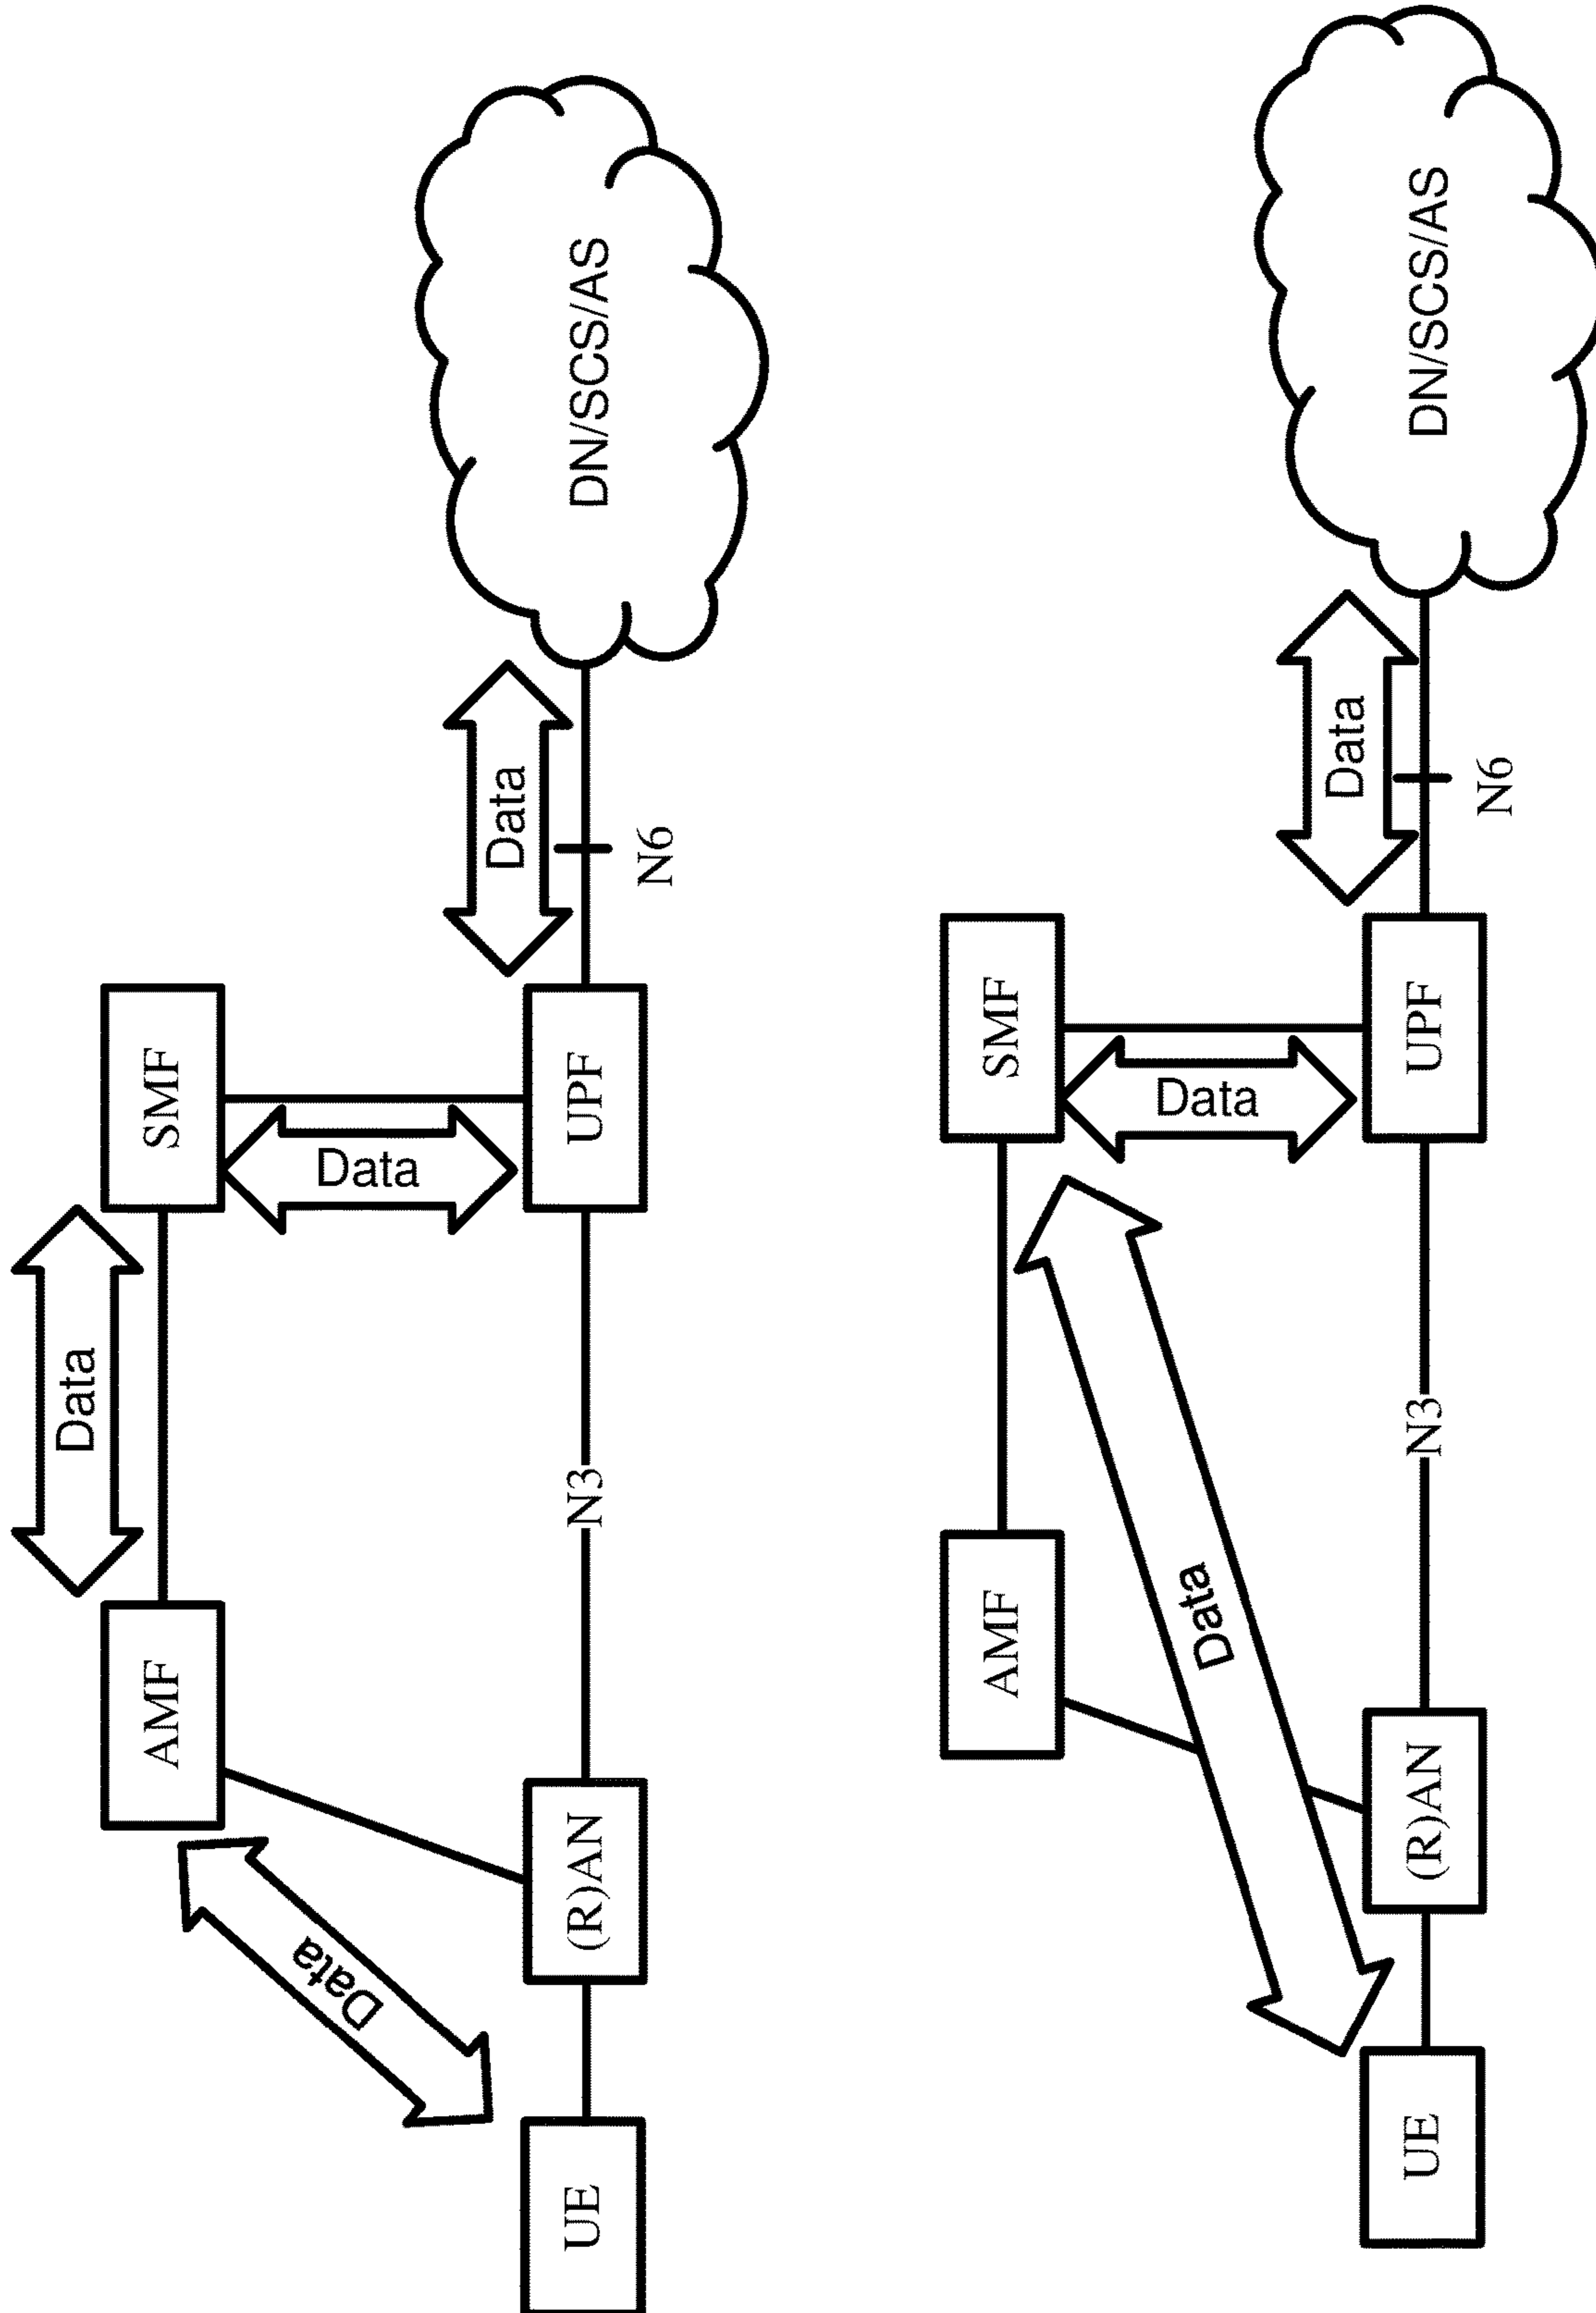 AMF
Data
SMF
Data
Data
Data
UE
(R)AN
N3
UPF
N6
DN/SCS/AS
AMF
SMF
Data
Data
Data
UE
(R)AN
N3
UPF
N6
DN/SCS/AS